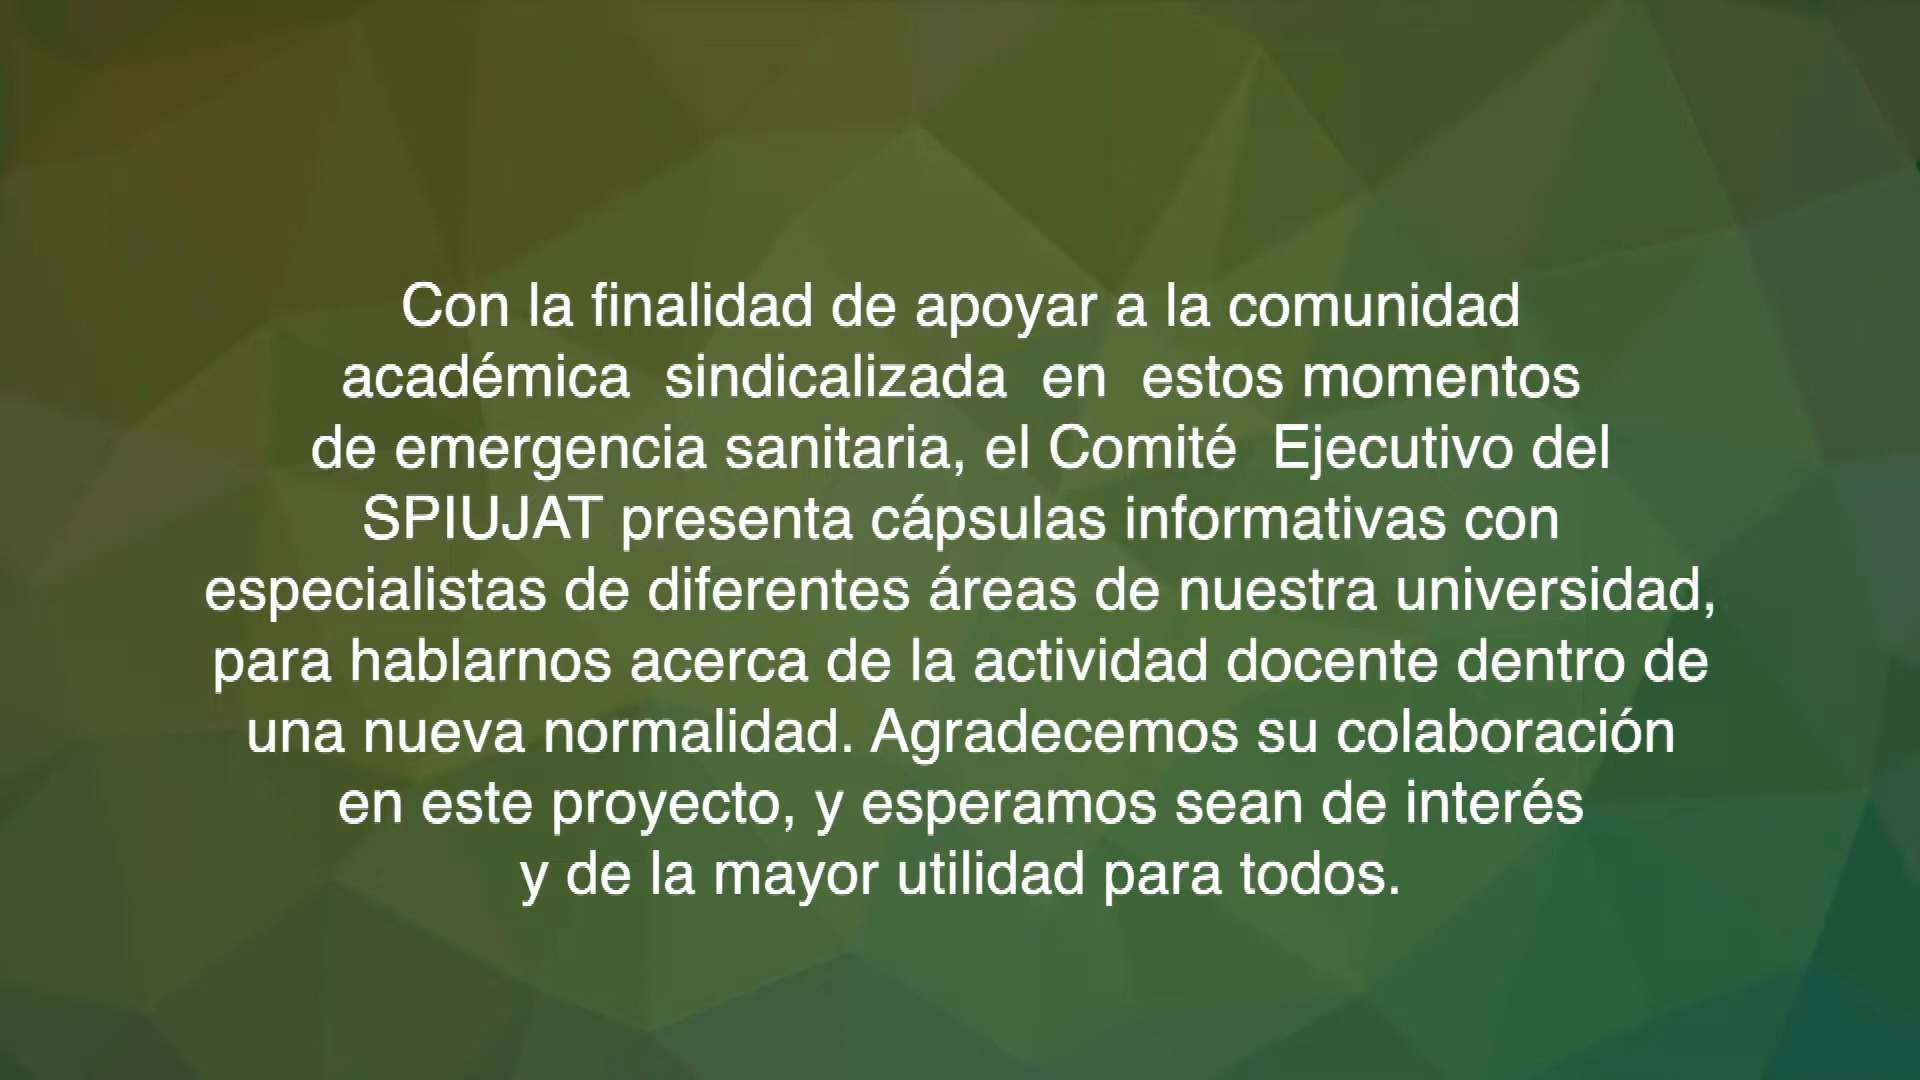 Con la finalidad de apoyar a la comunidad
académica sindicalizada en estos momentos
de emergencia sanitaria, el Comité Ejecutivo del
SPIUJAT presenta cápsulas informativas con
especialistas de diferentes áreas de nuestra universidad,
para hablarnos acerca de la actividad docente dentro de
una nueva normalidad. Agradecemos su colaboración
en este proyecto, y esperamos sean de interés
y de la mayor utilidad para todos.